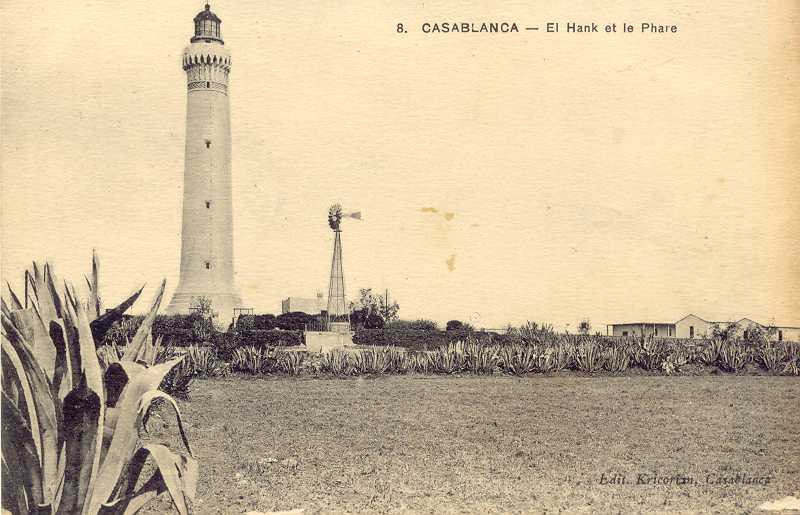 8. CASABLANCA — El Hank et le Phare
Edit. Kricorian, Casablanca